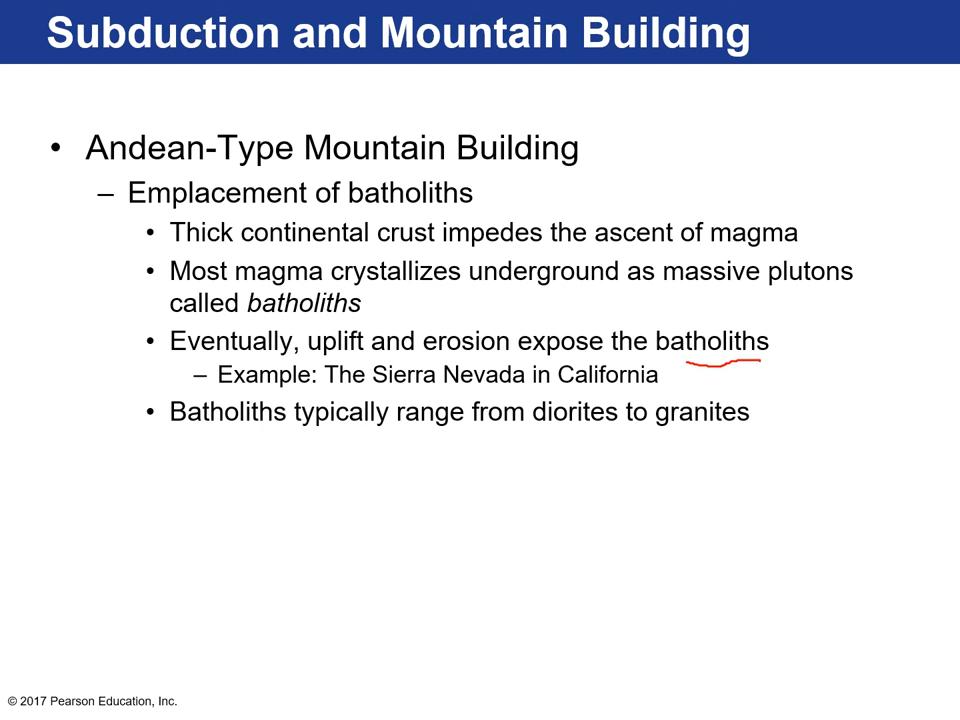 Subduction and Mountain Building
• Andean-Type Mountain Building
– Emplacement of batholiths
• Thick continental crust impedes the ascent of magma
• Most magma crystallizes underground as massive plutons
called batholiths
• Eventually, uplift and erosion expose the batholiths
– Example: The Sierra Nevada in California
• Batholiths typically range from diorites to granites
© 2017 Pearson Education, Inc.